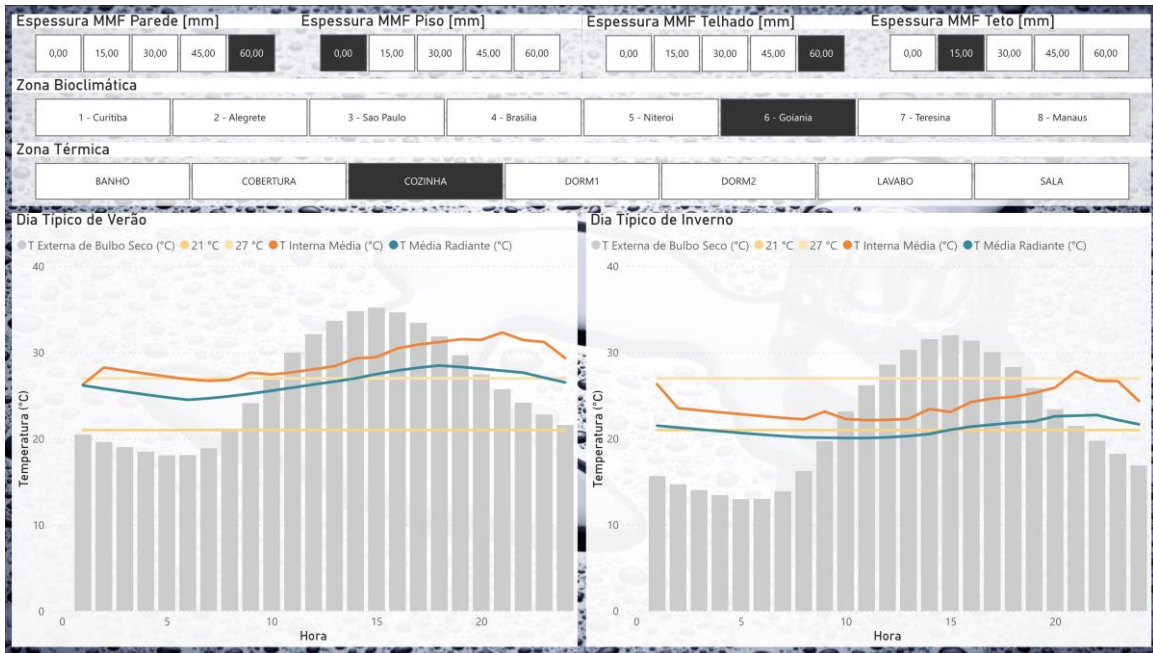 Espessura MMF Parede [mm] Espessura MMF Piso [mm] Espessura MMF Telhado [mm] Espessura MMF Teto [mm]
0,00 15,00 30,00 45,00 60,00 0,00 15,00 30,00 45,00 60,00 0,00 15,00 30,00 45,00 60,00 0,00 15,00 30,00 45,00 60,00
Zona Bioclimática
1 - Curitiba 2 - Alegrete 3 - Sao Paulo 4 - Brasilia 5 - Niteroi 6 - Goiania 7 - Teresina 8 - Manaus
Zona Térmica
BANHO COBERTURA COZINHA DORM1 DORM2 LAVABO SALA
Dia Típico de Verão
T Externa de Bulbo Seco (°C) 21 °C 27 °C T Interna Média (°C) T Média Radiante (°C)
40
30
20
10
0
Temperatura (°C)
0 5 10 15 20
Hora
Dia Típico de Inverno
T Externa de Bulbo Seco (°C) 21 °C 27 °C T Interna Média (°C) T Média Radiante (°C)
40
30
20
10
0
Temperatura (°C)
0 5 10 15 20
Hora